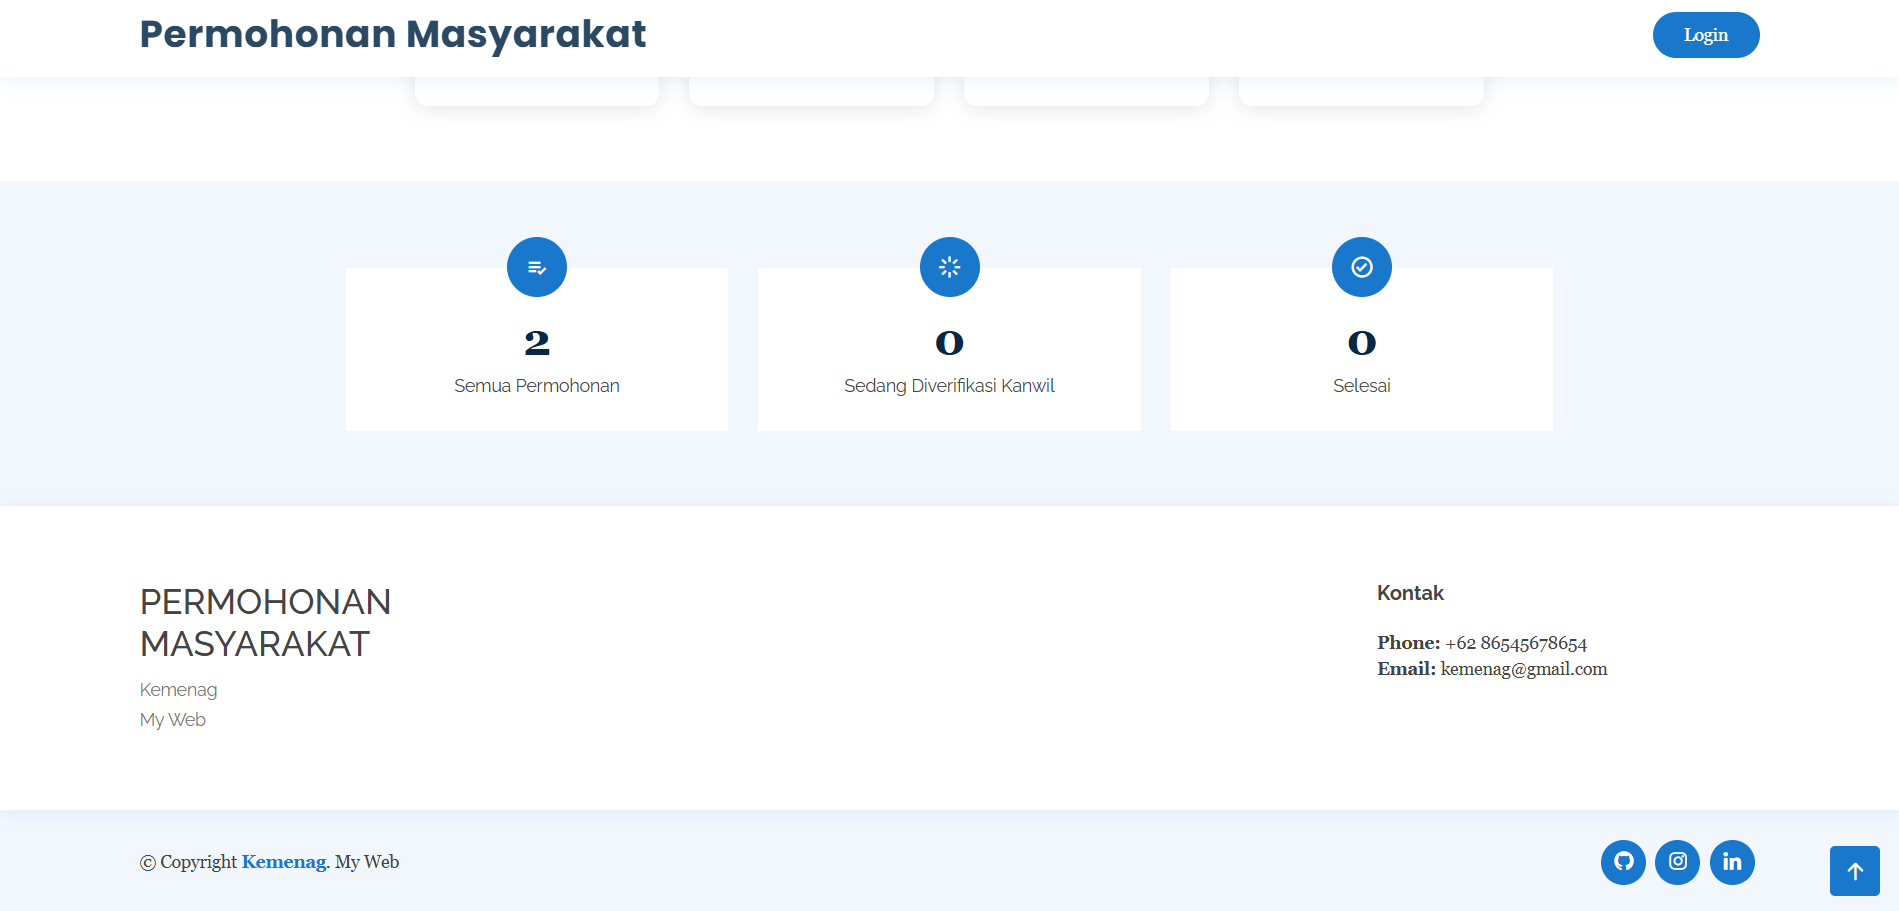 Permohonan Masyarakat
Login
2
Semua Permohonan
0
Sedang Diverifikasi Kanwil
0
Selesai
PERMOHONAN
MASYARAKAT
Kemenag
My Web
Kontak
Phone: +62 86545678654
Email: kemenag@gmail.com
© Copyright Kemenag. My Web